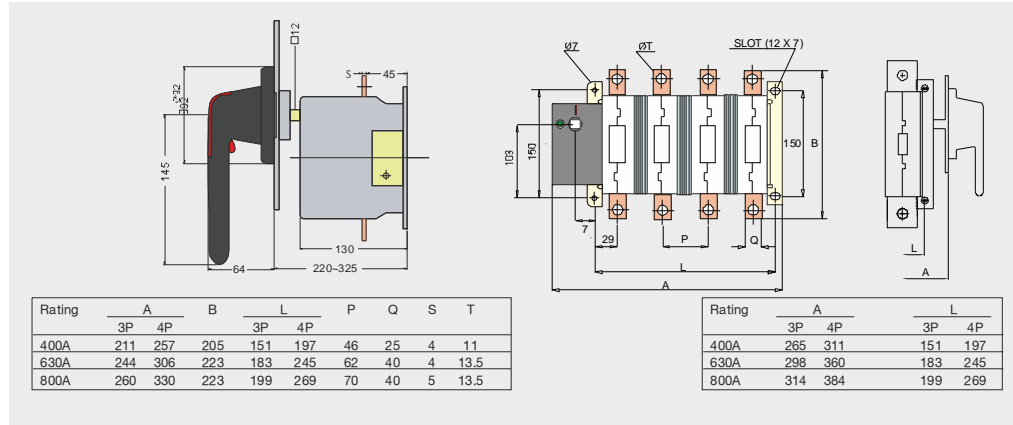 □12
S
45
□92
145
130
64
220~325
Ø7
ØT
SLOT (12 X 7)
I
103
150
150
B
7
29
P
Q
L
A
L
A
Rating A B L P Q S T
3P 4P 3P 4P
400A 211 257 205 151 197 46 25 4 11
630A 244 306 223 183 245 62 40 4 13.5
800A 260 330 223 199 269 70 40 5 13.5
Rating A L
3P 4P 3P 4P
400A 265 311 151 197
630A 298 360 183 245
800A 314 384 199 269